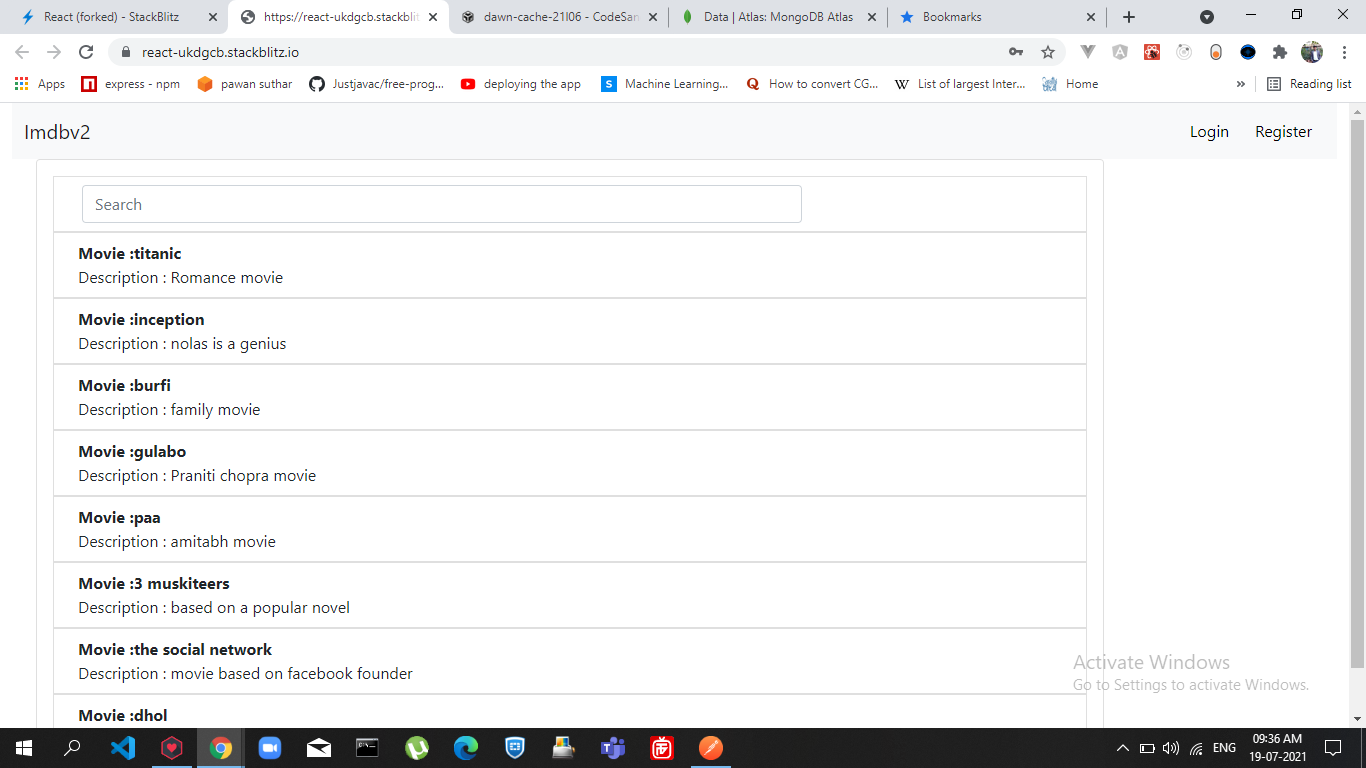 React (forked) - StackBlitz
https://react-ukdgcb.stackblit
dawn-cache-21l06 - CodeSan
Data | Atlas: MongoDB Atlas
Bookmarks
react-ukdgcb.stackblitz.io
Apps
express - npm
pawan suthar
Justjavac/free-prog...
deploying the app
Machine Learning...
How to convert CG...
List of largest Inter...
Home
»
Reading list
Imdbv2
Login
Register
Search
Movie :titanic
Description : Romance movie
Movie :inception
Description : nolas is a genius
Movie :burfi
Description : family movie
Movie :gulabo
Description : Praniti chopra movie
Movie :paa
Description : amitabh movie
Movie :3 muskiteers
Description : based on a popular novel
Movie :the social network
Description : movie based on facebook founder
Movie :dhol
Activate Windows
Go to Settings to activate Windows.
ENG
09:36 AM
19-07-2021